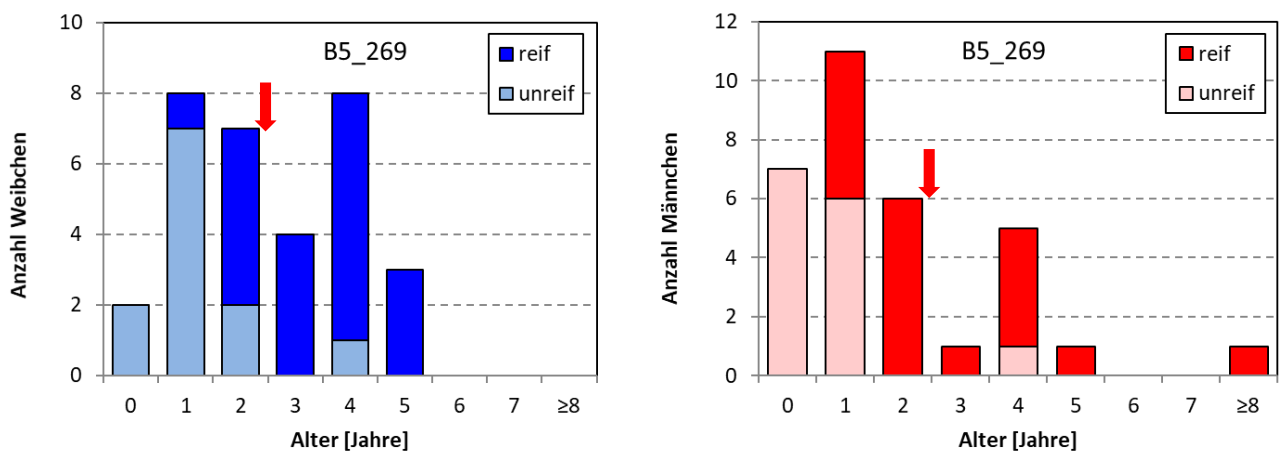 B5_269
reif
unreif
Anzahl Weibchen
10
8
6
4
2
0
0 1 2 3 4 5 6 7 ≥8
Alter [Jahre]
B5_269
reif
unreif
Anzahl Männchen
12
10
8
6
4
2
0
0 1 2 3 4 5 6 7 ≥8
Alter [Jahre]